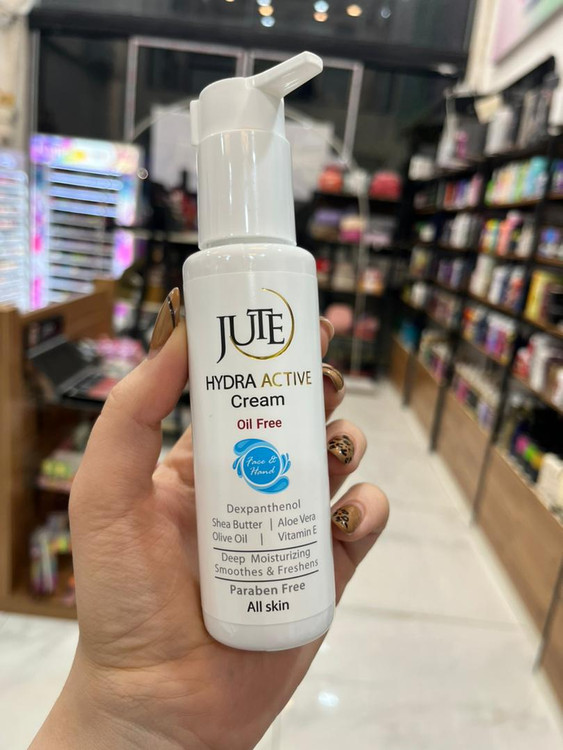 JUTE
HYDRA ACTIVE
Cream
Oil Free
Face &
Hand
Dexpanthenol
Shea Butter | Aloe Vera
Olive Oil | Vitamin E
Deep Moisturizing
Smoothes & Freshens
Paraben Free
All skin